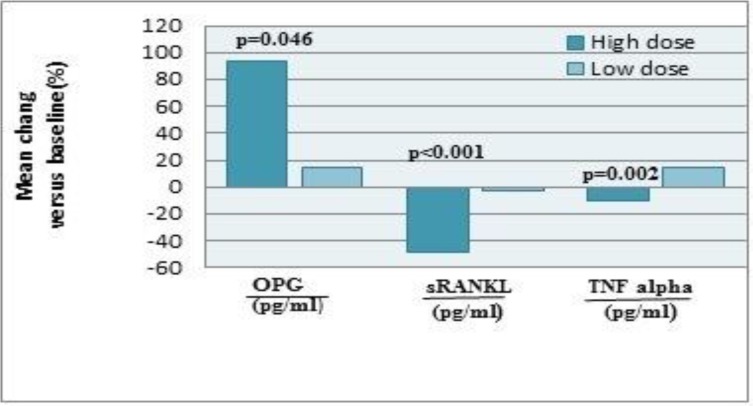 Mean chang
versus baseline(%)
120
100
80
60
40
20
0
-20
-40
-60
p=0.046
p<0.001
p=0.002
High dose
Low dose
OPG
(pg/ml)
sRANKL
(pg/ml)
TNF alpha
(pg/ml)